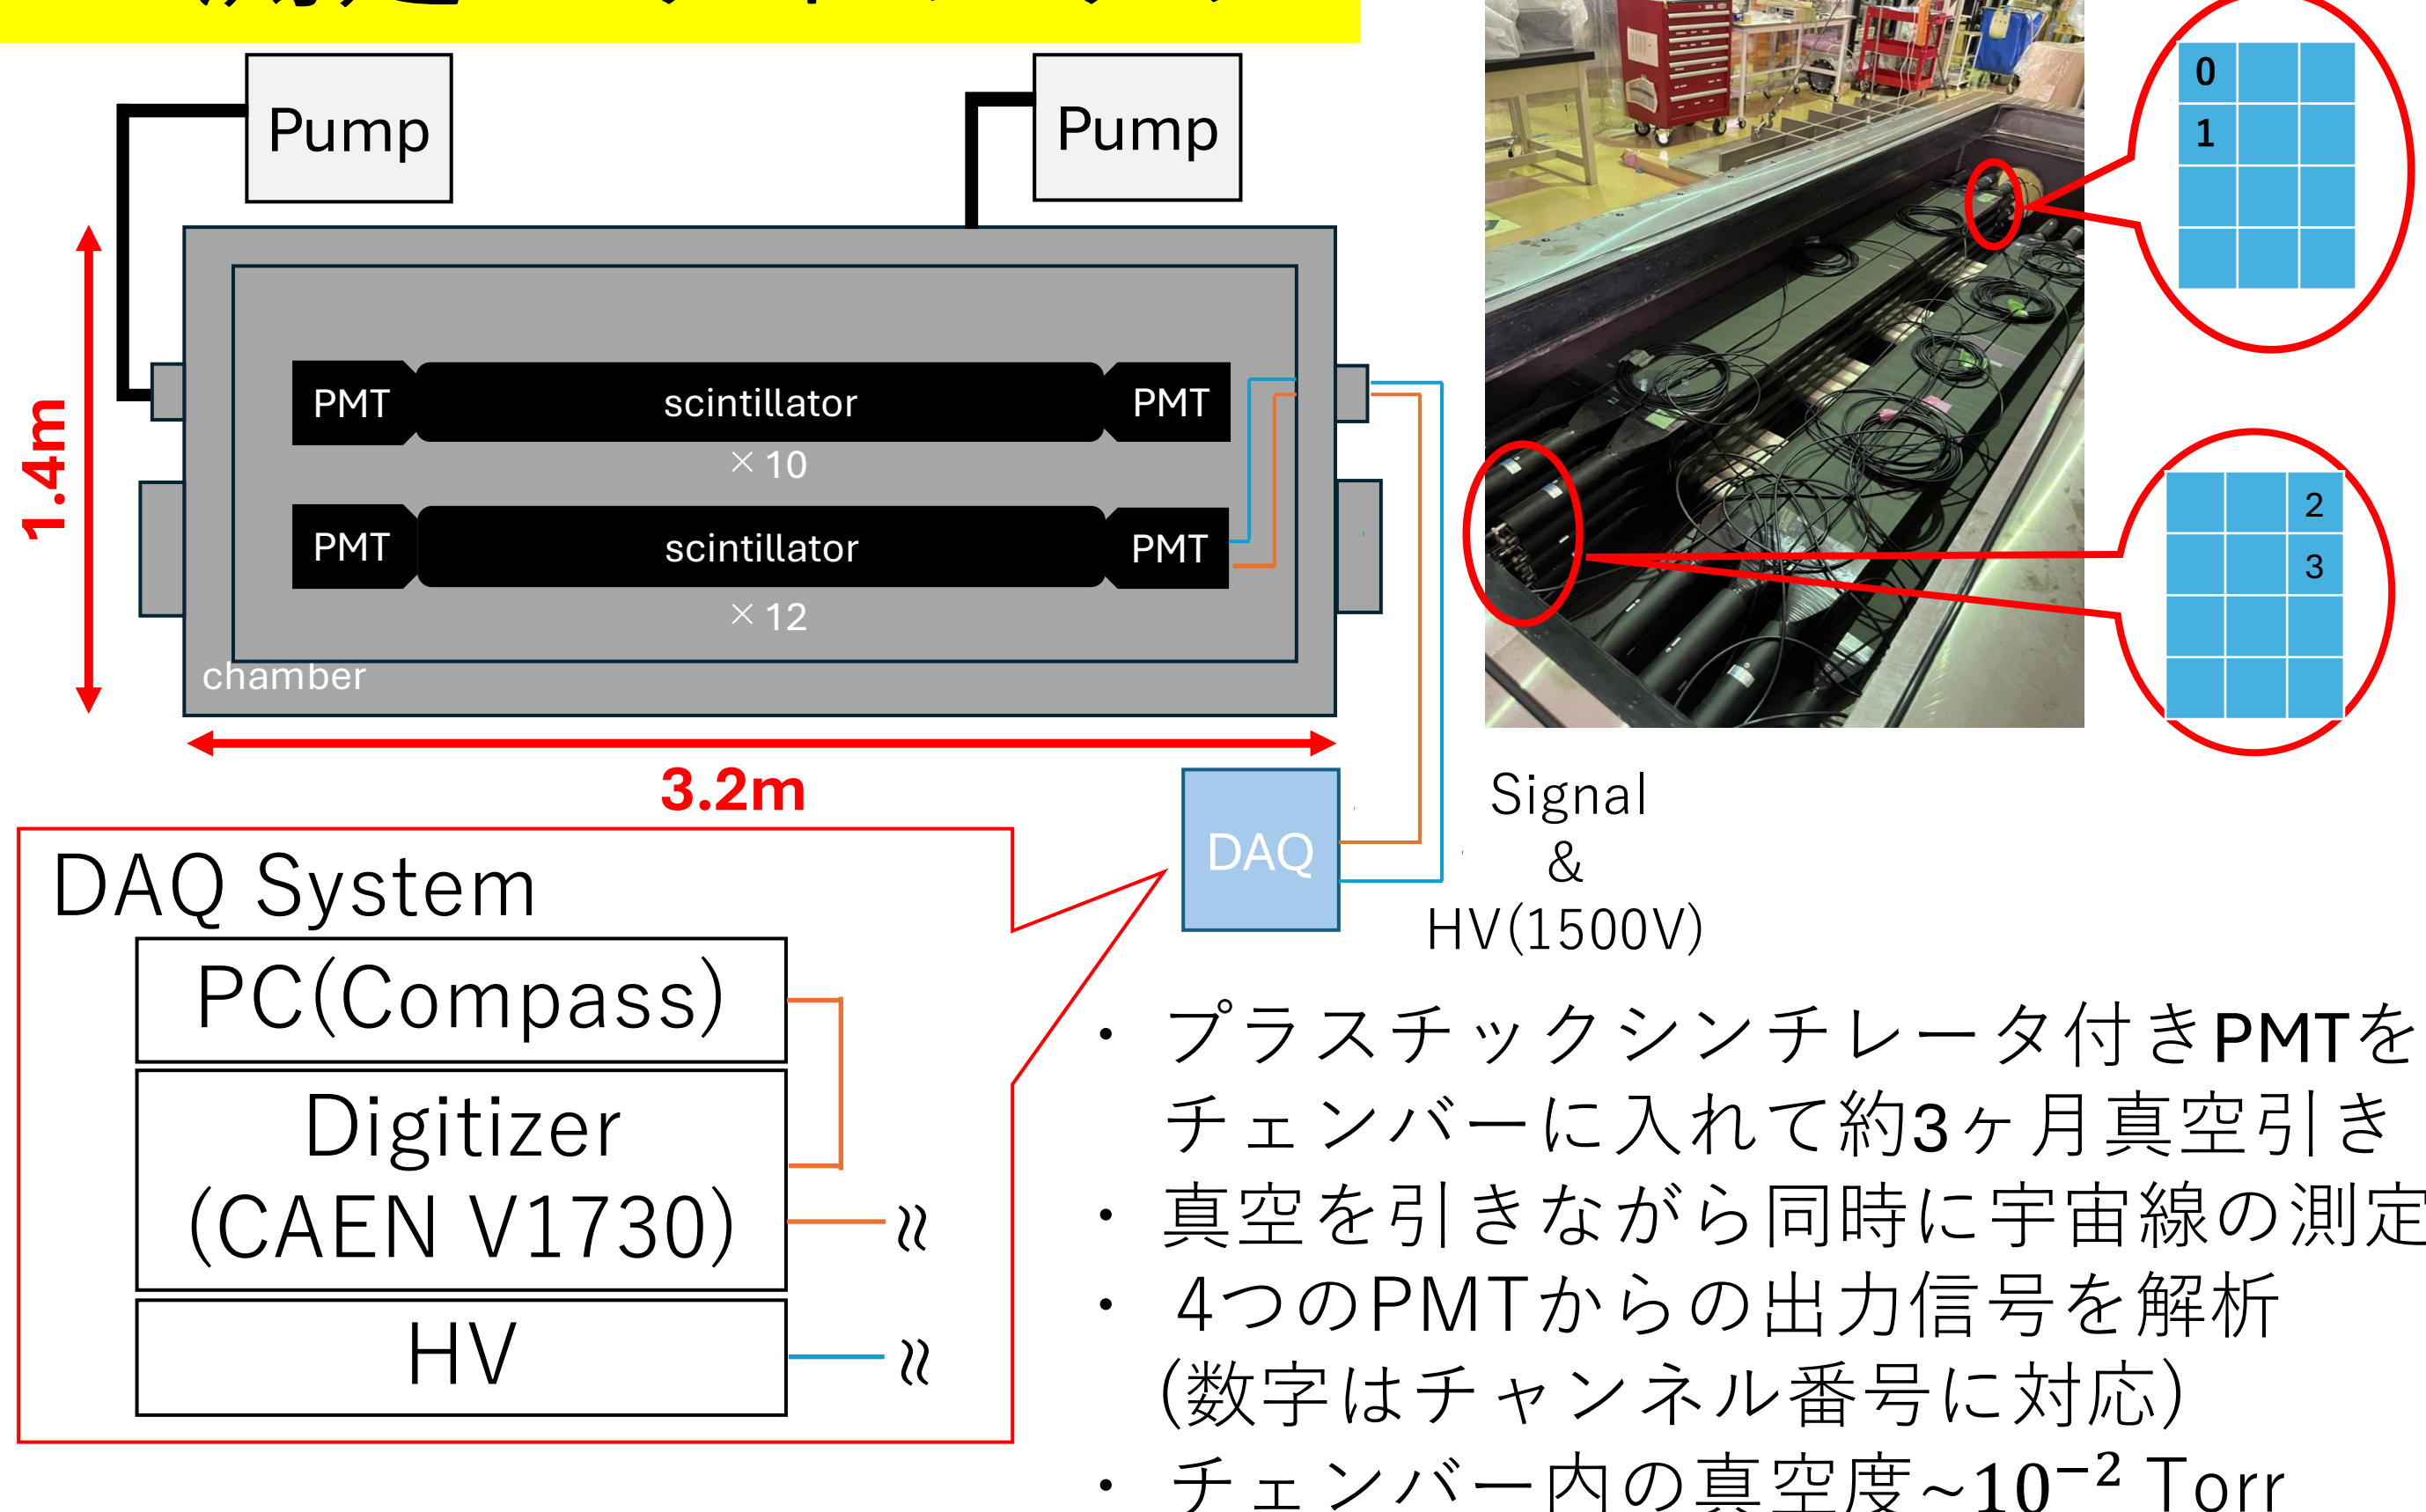 Pump
Pump
0
1
1.4m
PMT
scintillator
PMT
× 10
PMT
scintillator
PMT
× 12
chamber
2
3
3.2m
DAQ
Signal
&
HV(1500V)
DAQ System
PC(Compass)
Digitizer
(CAEN V1730)
HV
・ プラスチックシンチレータ付きPMTを
チェンバーに入れて約3ヶ月真空引き
・ 真空を引きながら同時に宇宙線の測定
・ 4つのPMTからの出力信号を解析
(数字はチャンネル番号に対応)
・ チェンバー内の真空度~10⁻² Torr